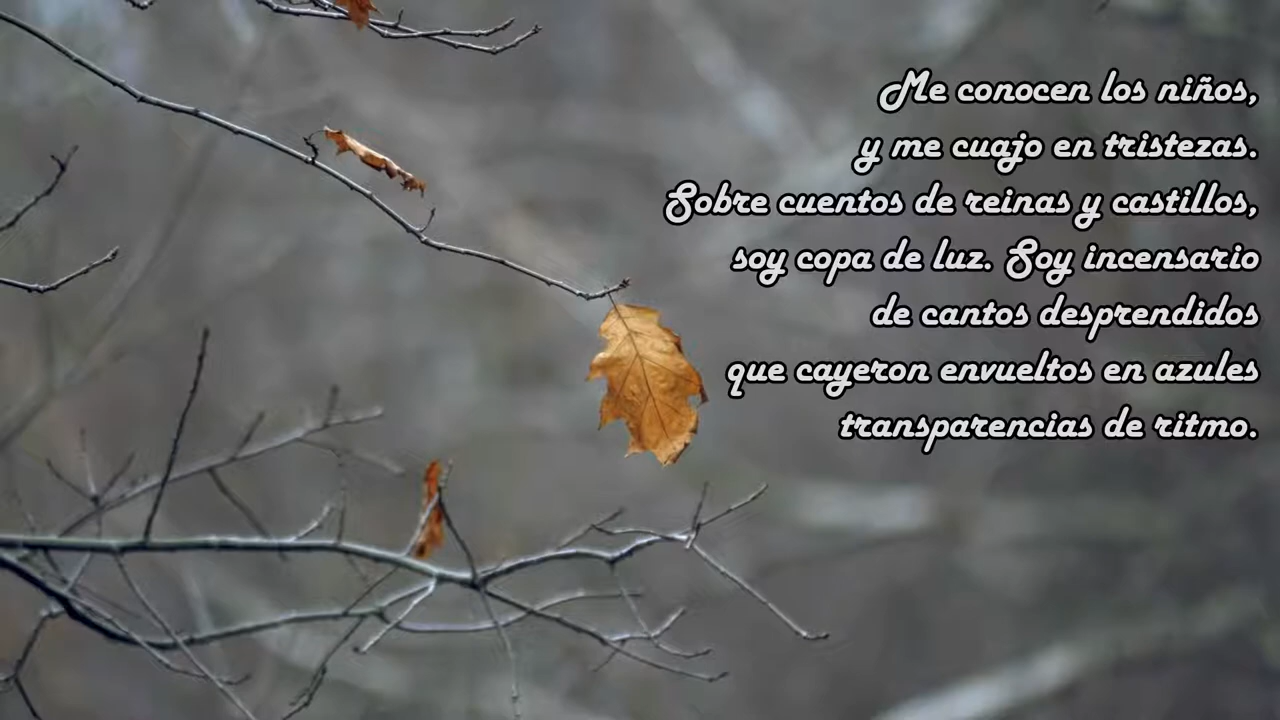 Me conocen los niños,
y me cuajo en tristezas.
Sobre cuentos de reinas y castillos,
soy copa de luz. Soy incensario
de cantos desprendidos
que cayeron envueltos en azules
transparencias de ritmo.